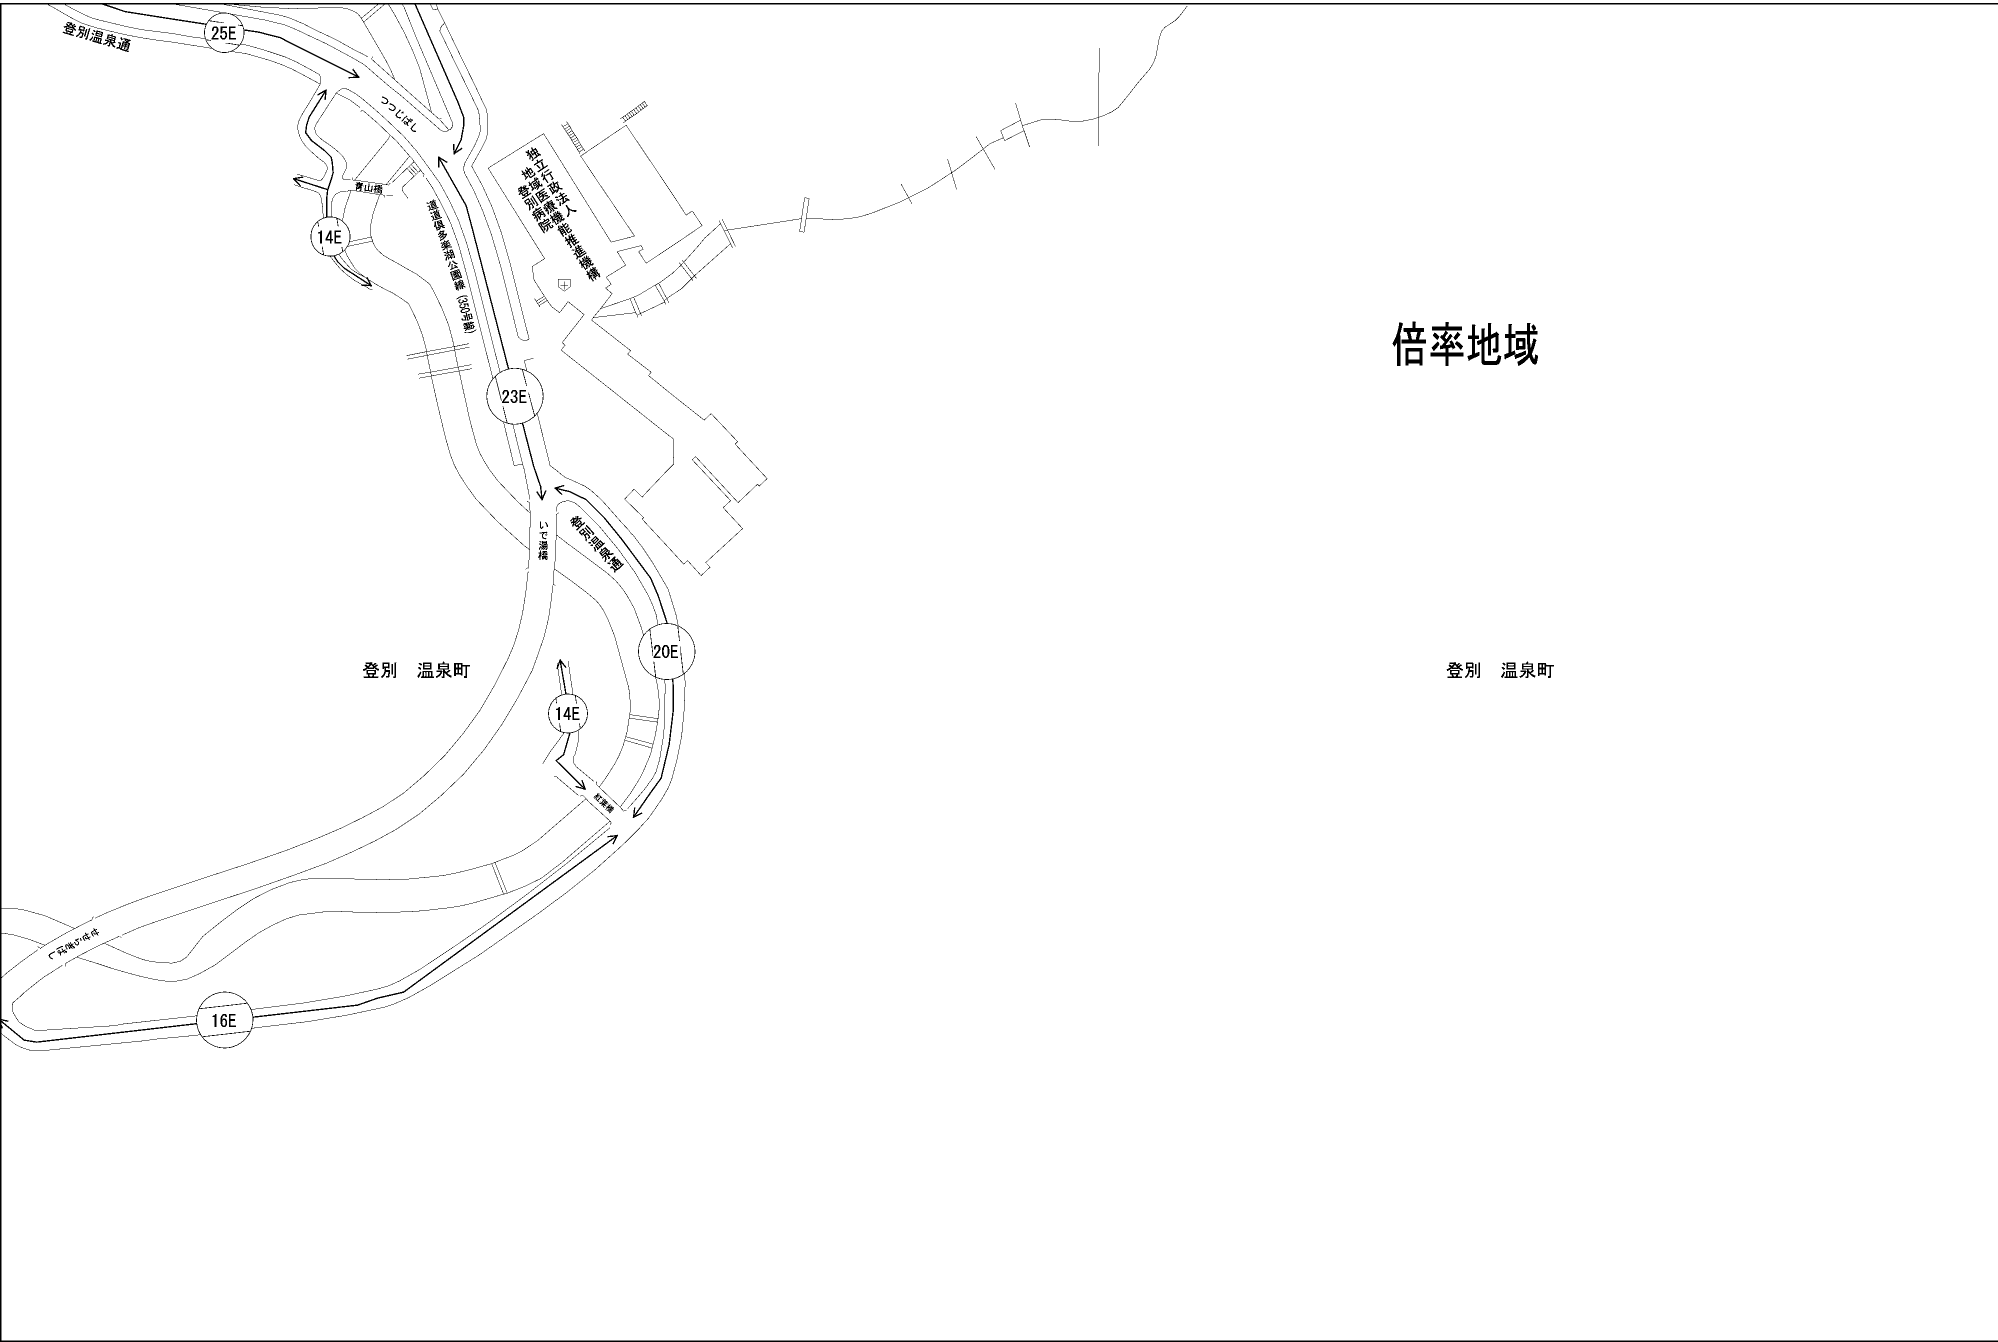 25E
登別温泉通
つつじばし
独立行政法人
地域医療機能推進機構
登別病院
青山橋
14E
道道倶多楽湖公園線(350号線)
倍率地域
23E
いで湯橋
登別温泉通
20E
登別 温泉町
登別 温泉町
14E
紅葉橋
16E